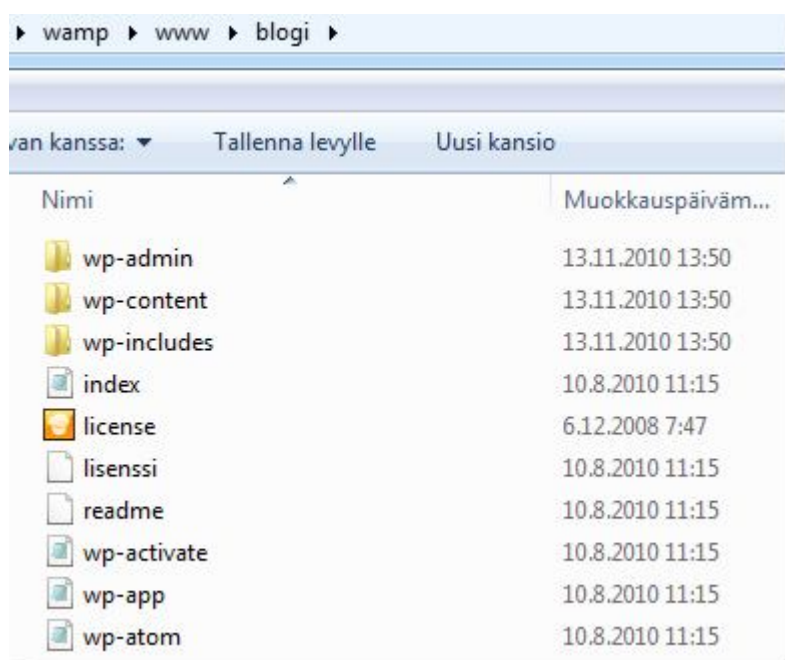 wamp www blogi
van kanssa: Tallenna levylle Uusi kansio
Nimi Muokkauspäiväm...
wp-admin 13.11.2010 13:50
wp-content 13.11.2010 13:50
wp-includes 13.11.2010 13:50
index 10.8.2010 11:15
license 6.12.2008 7:47
lisenssi 10.8.2010 11:15
readme 10.8.2010 11:15
wp-activate 10.8.2010 11:15
wp-app 10.8.2010 11:15
wp-atom 10.8.2010 11:15